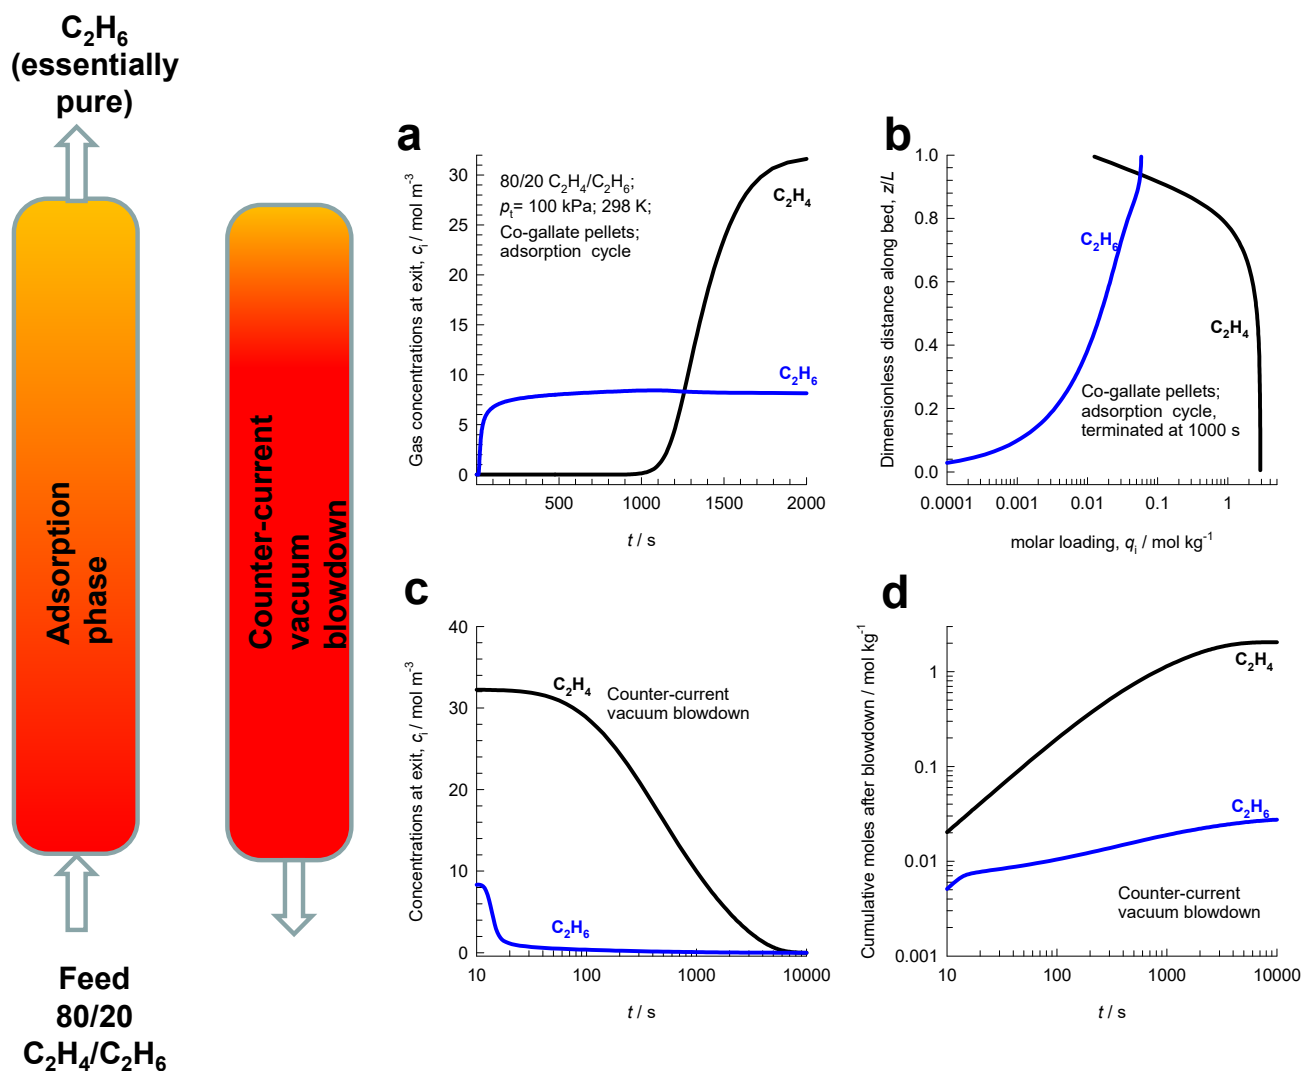 C₂H₆
(essentially
pure)
Adsorption
phase
Feed
80/20
C₂H₄/C₂H₆
Counter-current
vacuum
blowdown
a
Gas concentrations at exit, cᵢ / mol m⁻³
30
25
20
15
10
5
0
80/20 C₂H₄/C₂H₆;
pₜ= 100 kPa; 298 K;
Co-gallate pellets;
adsorption cycle
C₂H₄
C₂H₆
500 1000 1500 2000
t / s
b
Dimensionless distance along bed, z/L
1.0
0.8
0.6
0.4
0.2
0.0
C₂H₆
C₂H₄
Co-gallate pellets;
adsorption cycle,
terminated at 1000 s
0.0001 0.001 0.01 0.1 1
molar loading, qᵢ / mol kg⁻¹
c
Concentrations at exit, cᵢ / mol m⁻³
40
30
20
10
0
C₂H₄
Counter-current
vacuum blowdown
C₂H₆
10 100 1000 10000
t / s
d
Cumulative moles after blowdown / mol kg⁻¹
1
0.1
0.01
0.001
C₂H₄
C₂H₆
Counter-current
vacuum blowdown
10 100 1000 10000
t / s